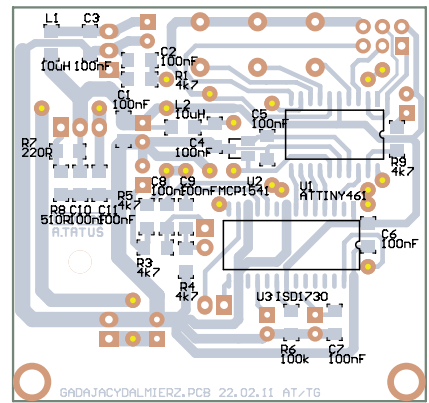 L1 C3
10uH 100nF
C2
100nF
R1
4k7
C1
100nF
L2
10uH
C5
100nF
C4
100nF
R7
220R
R9
4k7
C8 C9 U2 U1
100nF 100nF MCP1541 ATTINY461
R5
4k7
R8 C10 C11
510R 100nF 100nF
A.TATUS
C6
100nF
R3
4k7
R4
4k7
U3 ISD1730
R6 C7
100k 100nF
GADAJACYDALMIERZ.PCB 22.02.11 AT/TG